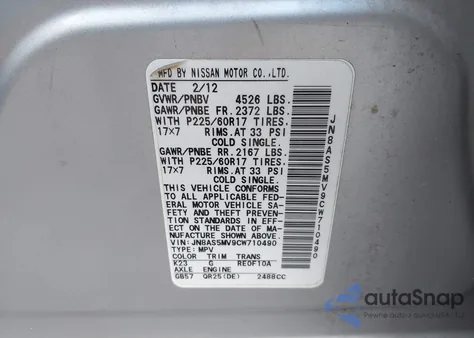 MFD BY NISSAN MOTOR CO.,LTD.
DATE 2/12
GVWR/PNBV 4526 LBS.
GAWR/PNBE FR. 2372 LBS.
WITH P225/60R17 TIRES.
17×7 RIMS.AT 33 PSI
COLD SINGLE.
GAWR/PNBE RR. 2167 LBS.
WITH P225/60R17 TIRES.
17×7 RIMS.AT 33 PSI
COLD SINGLE.
THIS VEHICLE CONFORMS
TO ALL APPLICABLE FED-
ERAL MOTOR VEHICLE SA-
FETY AND THEFT PREVEN-
TION STANDARDS IN EFF-
ECT ON THE DATE OF MA-
NUFACTURE SHOWN ABOVE.
VIN:JN8AS5MV9CW710490
TYPE:MPV
COLOR TRIM TRANS
K23 G RE0F10A
AXLE ENGINE
GB57 QR25(DE) 2488CC
JN8AS5MV9CW710490
autoSnap